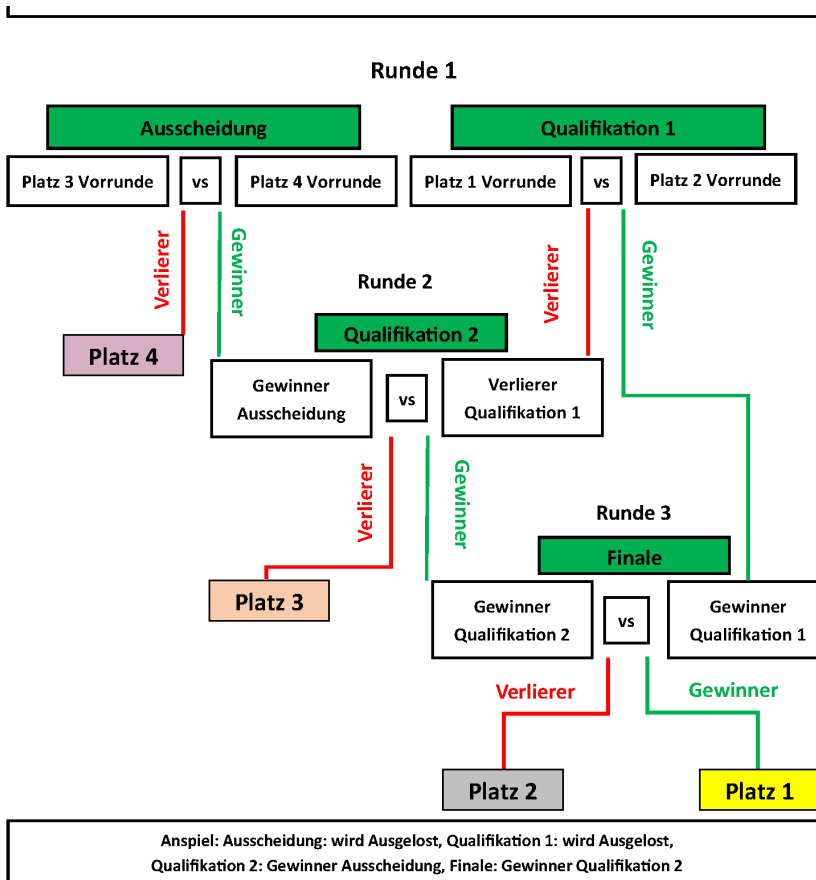 Runde 1
Ausscheidung
Qualifikation 1
Platz 3 Vorrunde
vs
Platz 4 Vorrunde
Platz 1 Vorrunde
vs
Platz 2 Vorrunde
Verlierer
Gewinner
Verlierer
Gewinner
Runde 2
Qualifikation 2
Platz 4
Gewinner
Ausscheidung
vs
Verlierer
Qualifikation 1
Verlierer
Gewinner
Runde 3
Finale
Platz 3
Gewinner
Qualifikation 2
vs
Gewinner
Qualifikation 1
Verlierer
Gewinner
Platz 2
Platz 1
Anspiel: Ausscheidung: wird Ausgelost, Qualifikation 1: wird Ausgelost,
Qualifikation 2: Gewinner Ausscheidung, Finale: Gewinner Qualifikation 2